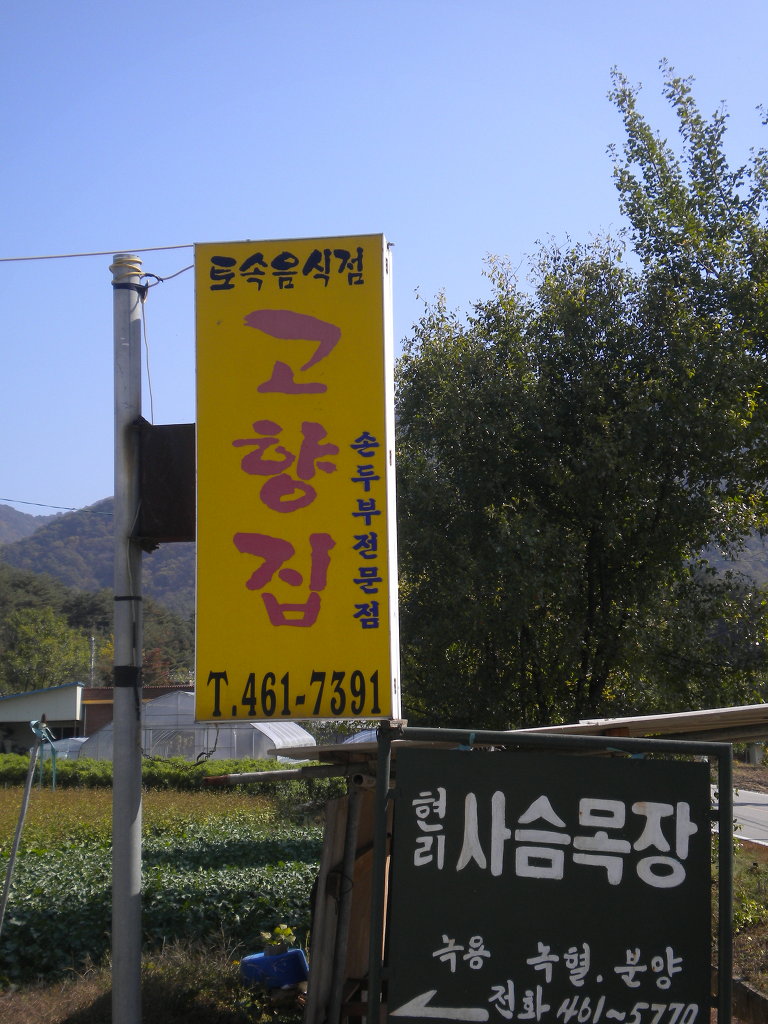 토속음식점
고향집
손두부전문점
T.461-7391
현리 사슴목장
녹용 녹혈. 분양
전화 461~5770